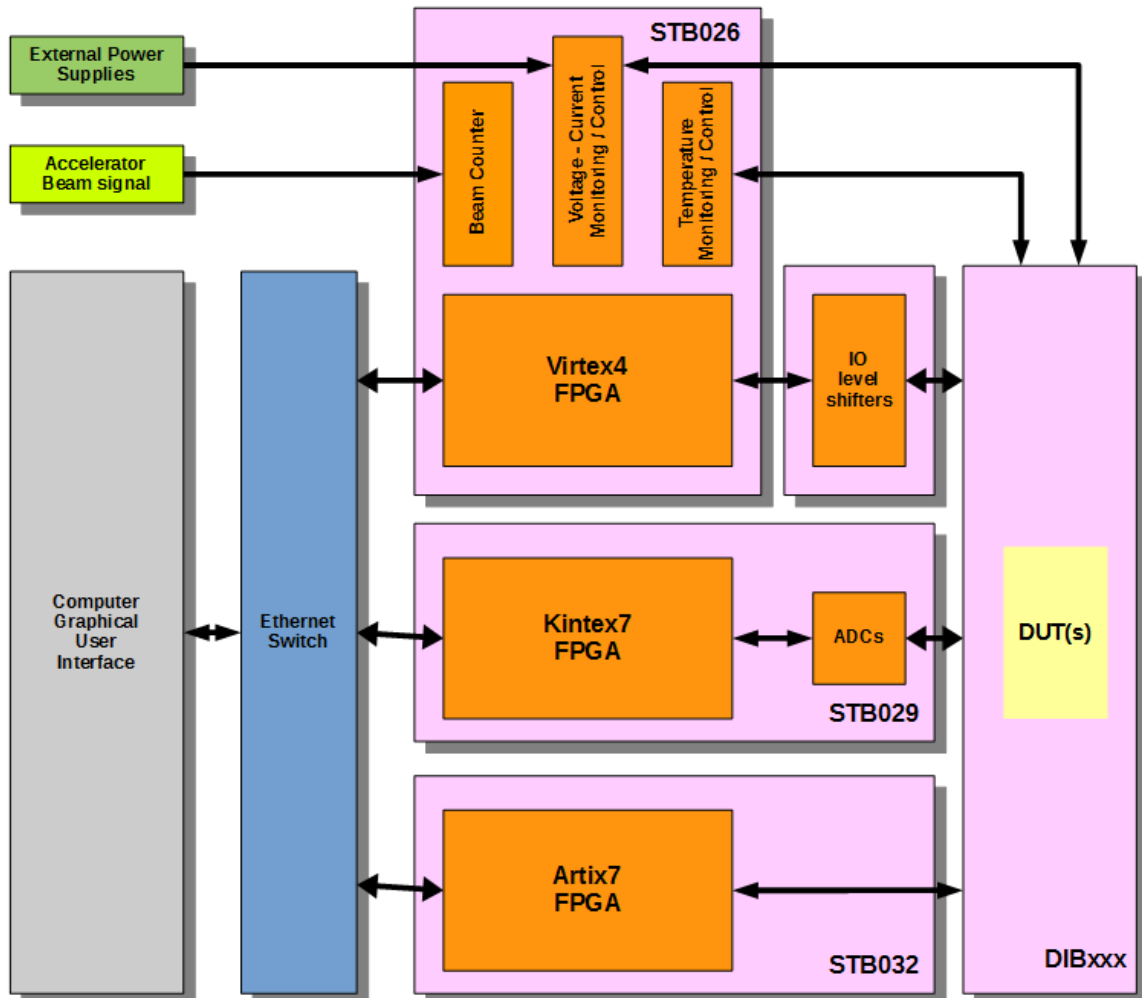 STB026
External Power
Supplies
Accelerator
Beam signal
Beam Counter
Voltage - Current
Monitoring / Control
Temperature
Monitoring / Control
Computer
Graphical
User
Interface
Ethernet
Switch
Virtex4
FPGA
IO
level
shifters
Kintex7
FPGA
ADCs
STB029
DUT(s)
Artix7
FPGA
STB032
DIBxxx